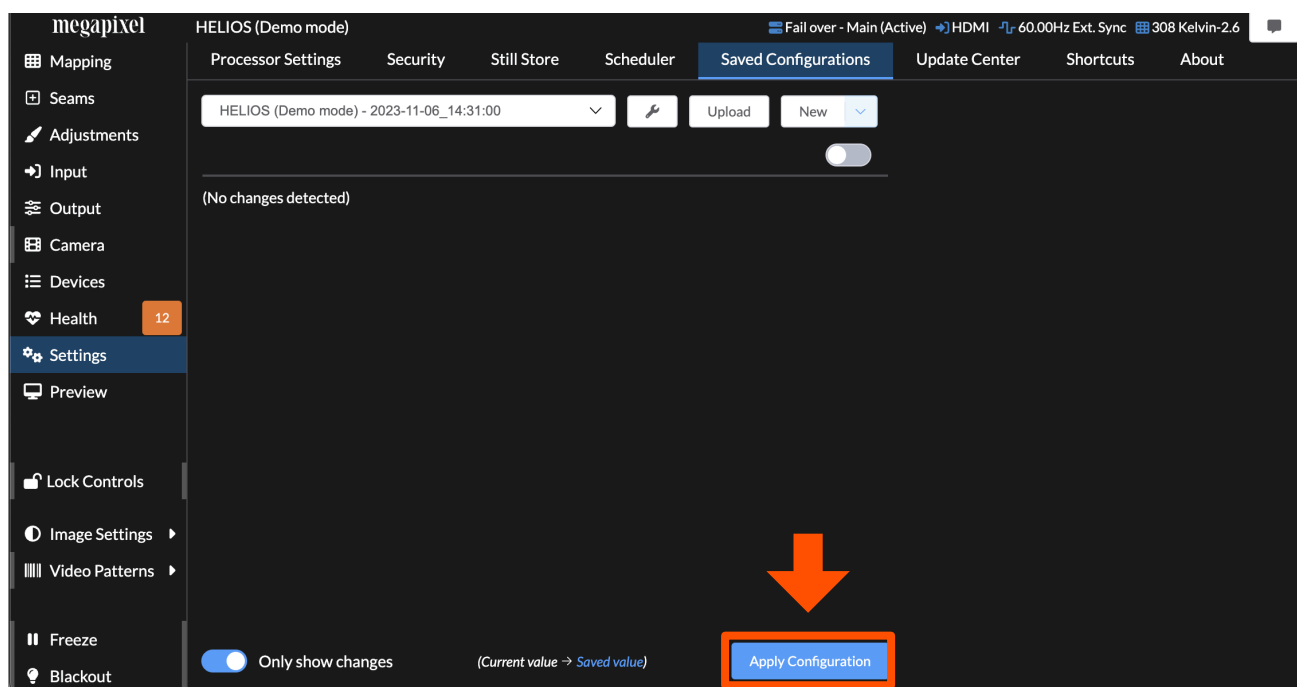 megapixel
HELIOS (Demo mode)
Fail over - Main (Active) HDMI 60.00Hz Ext. Sync 308 Kelvin-2.6
Mapping
Seams
Adjustments
Input
Output
Camera
Devices
Health 12
Settings
Preview
Lock Controls
Image Settings
Video Patterns
Freeze
Blackout
Processor Settings Security Still Store Scheduler Saved Configurations Update Center Shortcuts About
HELIOS (Demo mode) - 2023-11-06_14:31:00 Upload New
(No changes detected)
Only show changes (Current value → Saved value) Apply Configuration